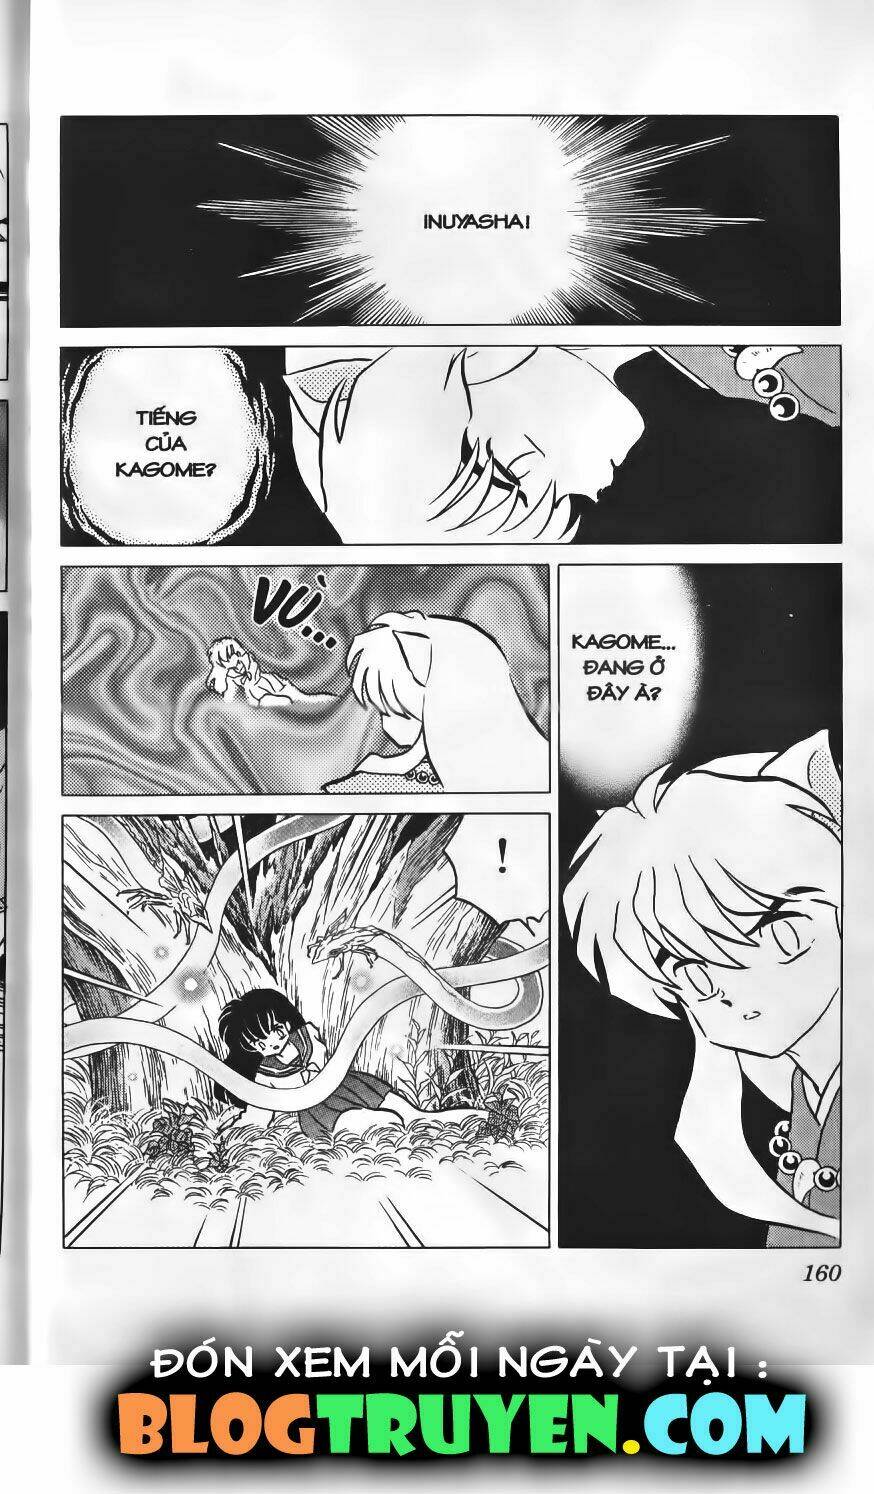 INUYASHA!
TIẾNG
CỦA
KAGOME?
VÙ...
KAGOME...
ĐANG Ở
ĐÂY À?
!
160
ĐÓN XEM MỖI NGÀY TẠI :
BLOGTRUYEN.COM